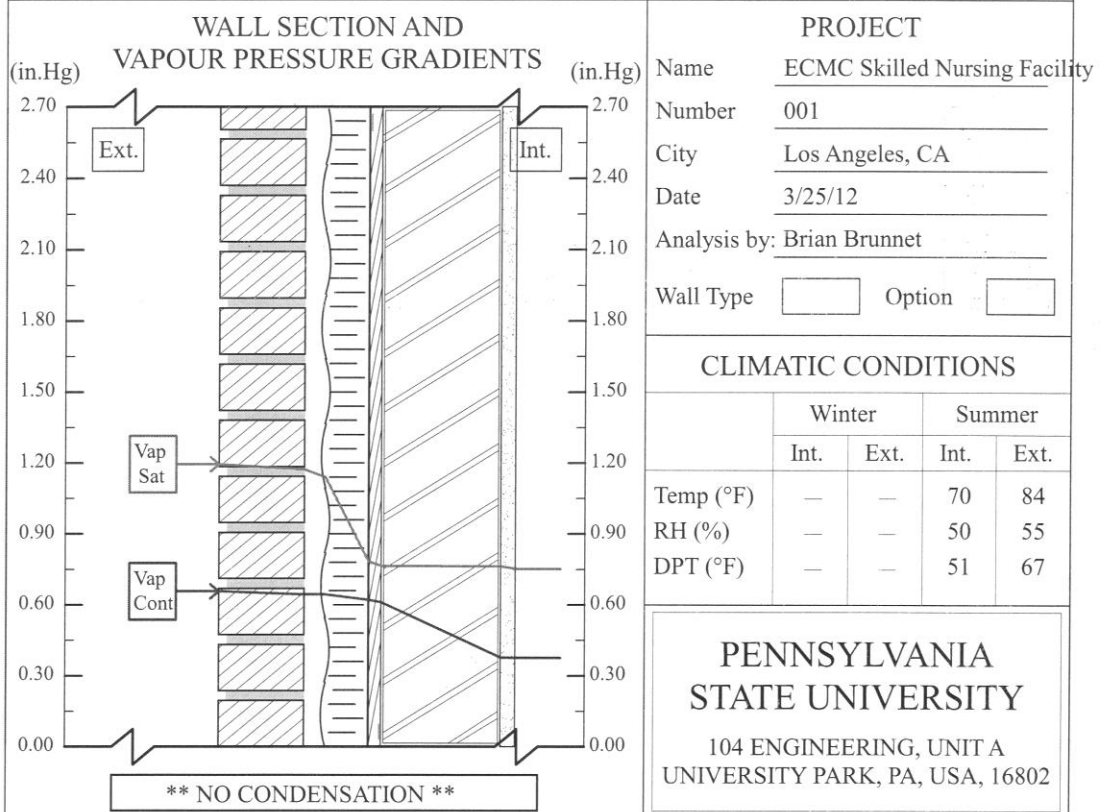 WALL SECTION AND
VAPOUR PRESSURE GRADIENTS
(in.Hg)
(in.Hg)
2.70
2.40
2.10
1.80
1.50
1.20
0.90
0.60
0.30
0.00
Ext.
Int.
Vap
Sat
Vap
Cont
2.70
2.40
2.10
1.80
1.50
1.20
0.90
0.60
0.30
0.00
** NO CONDENSATION **
PROJECT
Name ECMC Skilled Nursing Facility
Number 001
City Los Angeles, CA
Date 3/25/12
Analysis by: Brian Brunnet
Wall Type Option
CLIMATIC CONDITIONS
Winter Summer
Int. Ext. Int. Ext.
Temp (°F) — — 70 84
RH (%) — — 50 55
DPT (°F) — — 51 67
PENNSYLVANIA
STATE UNIVERSITY
104 ENGINEERING, UNIT A
UNIVERSITY PARK, PA, USA, 16802